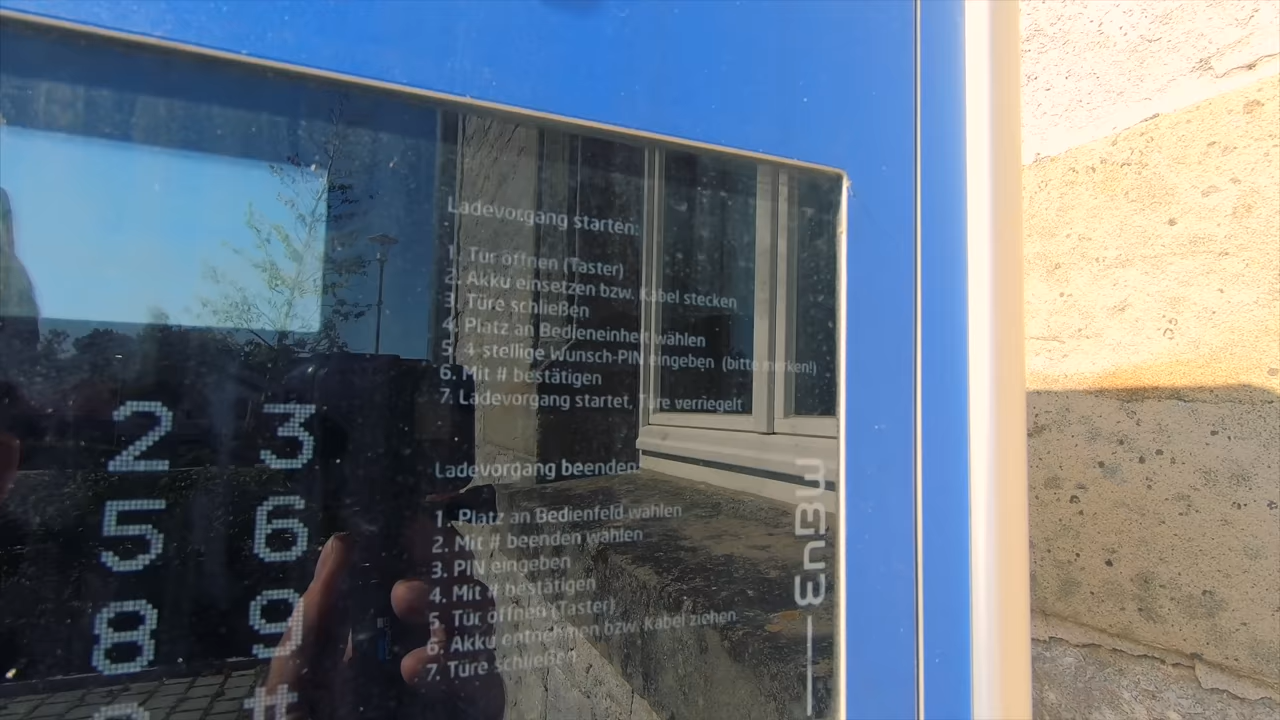 Ladevorgang starten:
1. Tür öffnen (Taster)
2. Akku einsetzen bzw. Kabel stecken
3. Türe schließen
4. Platz an Bedieneinheit wählen
5. 4-stellige Wunsch-PIN eingeben (bitte merken!)
6. Mit # bestätigen
7. Ladevorgang startet, Türe verriegelt
Ladevorgang beenden:
1. Platz an Bedienfeld wählen
2. Mit # beenden wählen
3. PIN eingeben
4. Mit # bestätigen
5. Tür öffnen (Taster)
6. Akku entnehmen bzw. Kabel ziehen
7. Türe schließen
2 3
5 6
8 9
#
EnBW